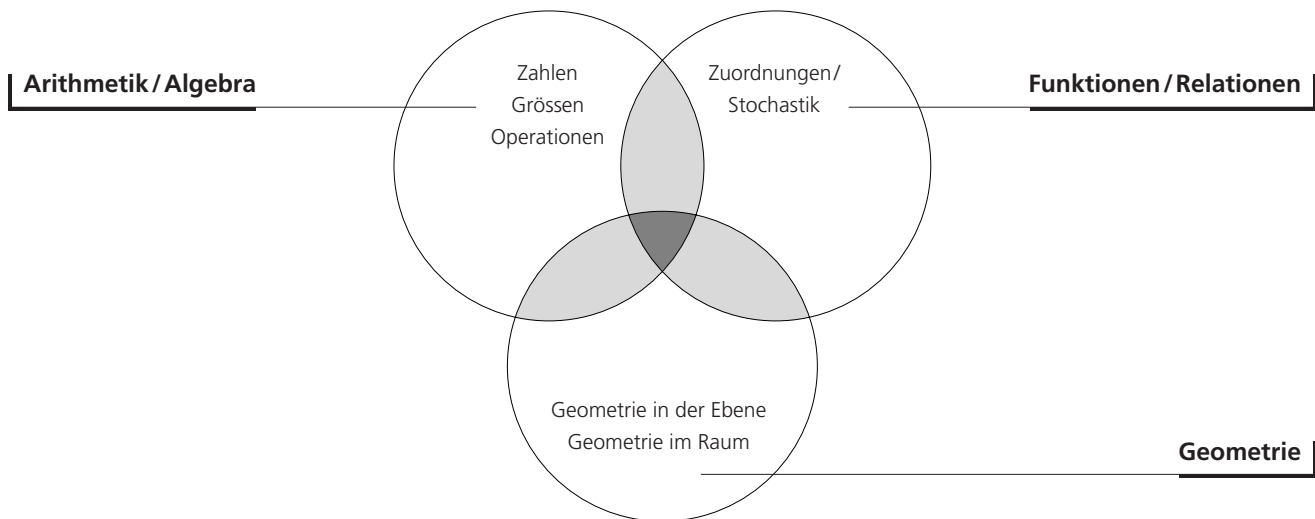 Arithmetik / Algebra
Zahlen
Grössen
Operationen
Zuordnungen /
Stochastik
Funktionen / Relationen
Geometrie in der Ebene
Geometrie im Raum
Geometrie